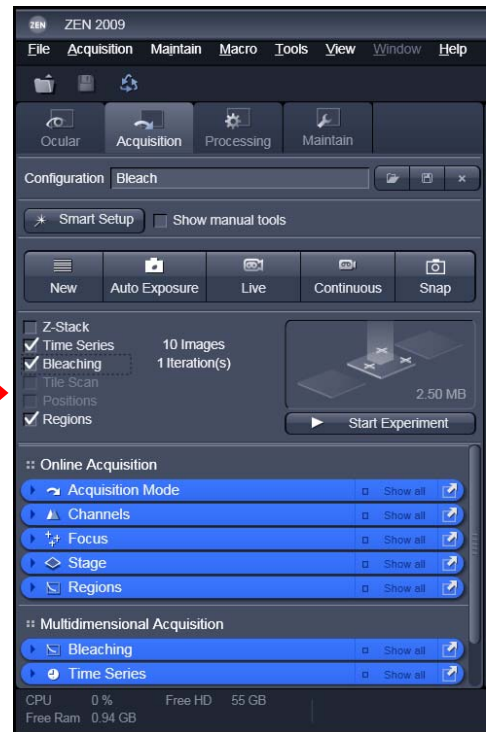 ZEN ZEN 2009
File Acquisition Maintain Macro Tools View Window Help
Ocular Acquisition Processing Maintain
Configuration Bleach
Smart Setup Show manual tools
New Auto Exposure Live Continuous Snap
Z-Stack
Time Series 10 Images
Bleaching 1 Iteration(s)
Tile Scan
Positions 2.50 MB
Regions Start Experiment
Online Acquisition
Acquisition Mode Show all
Channels Show all
Focus Show all
Stage Show all
Regions Show all
Multidimensional Acquisition
Bleaching Show all
Time Series Show all
CPU 0 % Free HD 55 GB
Free Ram 0.94 GB